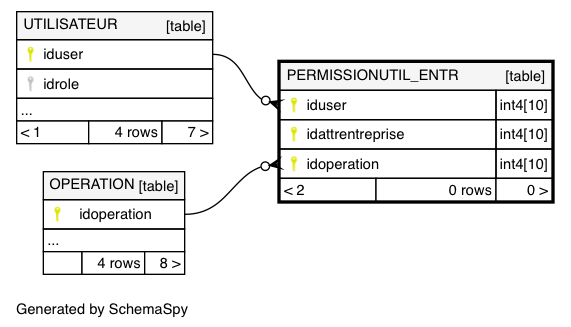 UTILISATEUR [table]
iduser
idrole
...
< 1 4 rows 7 >
PERMISSIONUTIL_ENTR [table]
iduser int4[10]
idattrentreprise int4[10]
idoperation int4[10]
< 2 0 rows 0 >
OPERATION [table]
idoperation
...
4 rows 8 >
Generated by SchemaSpy